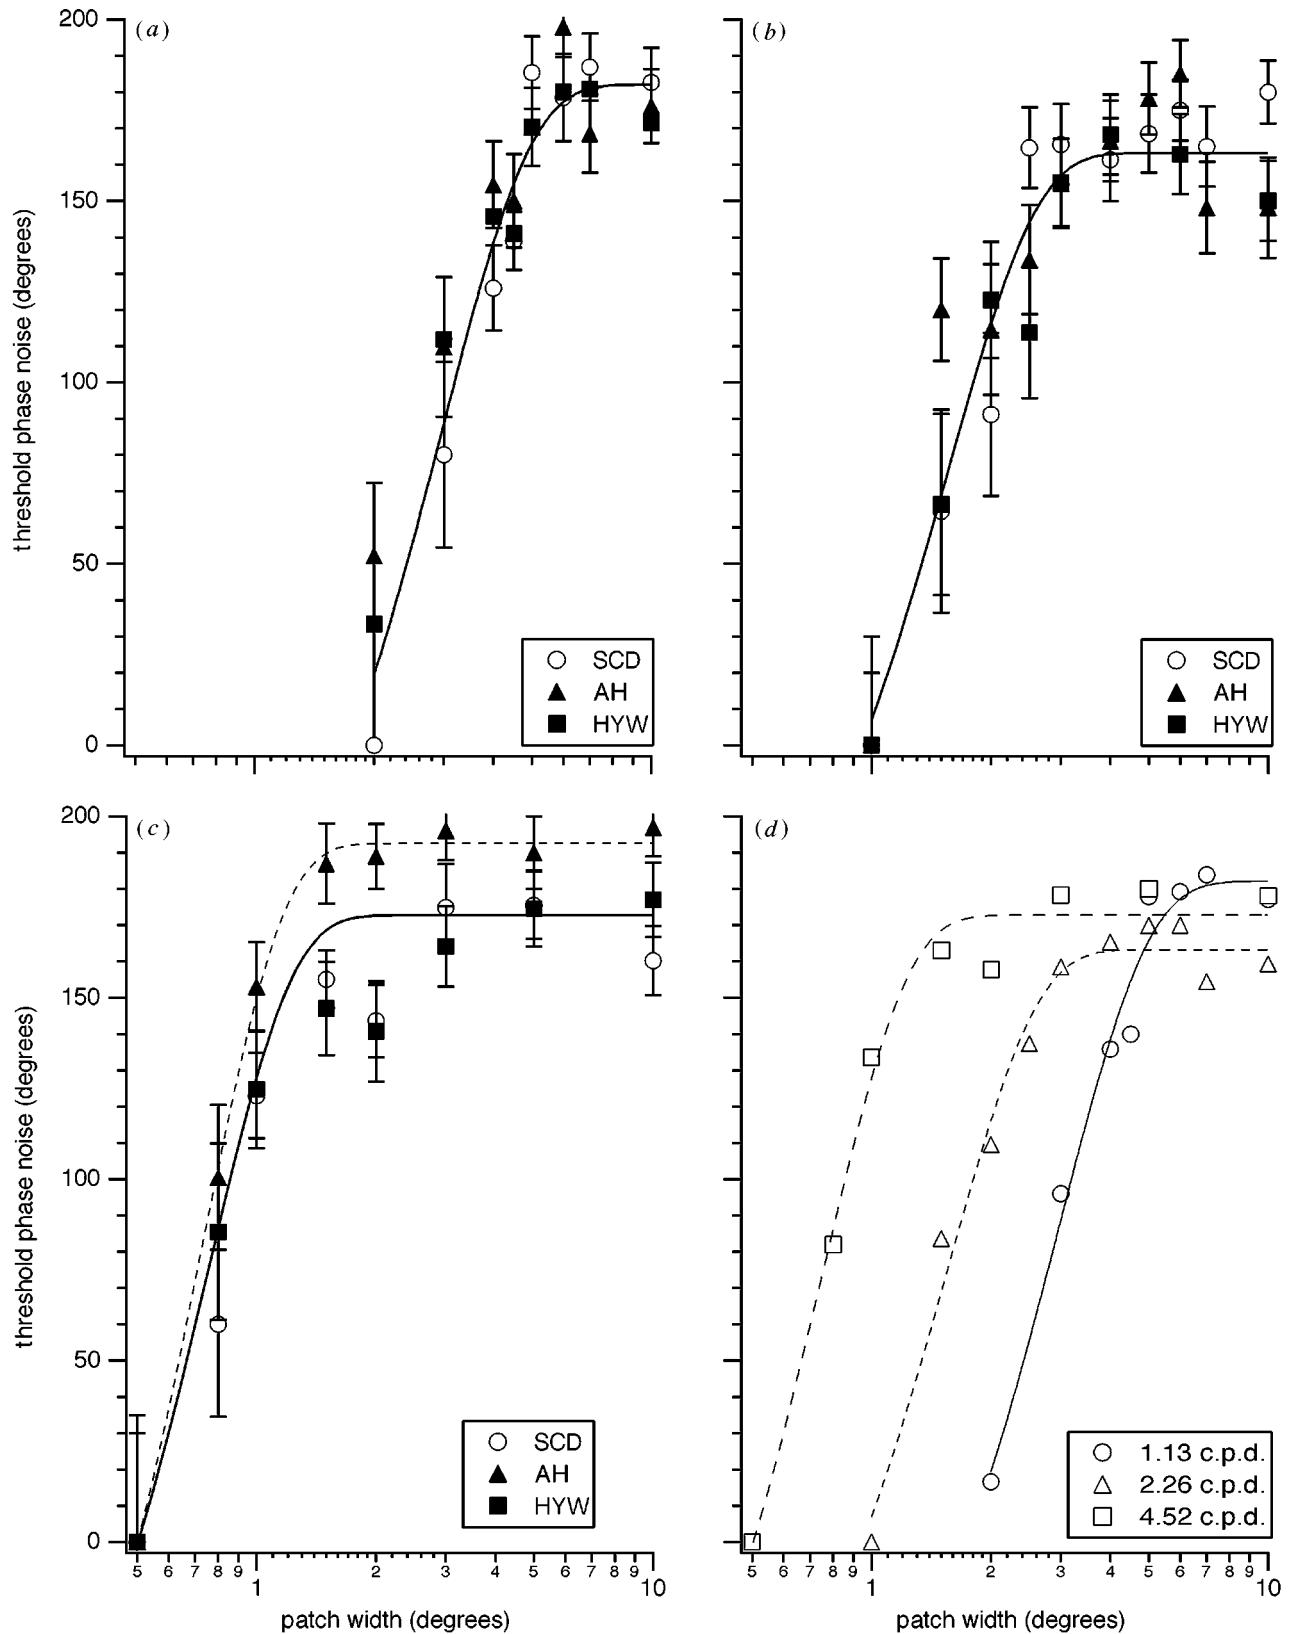 (a)
(b)
200
150
100
50
0
threshold phase noise (degrees)
SCD
AH
HYW
SCD
AH
HYW
(c)
(d)
200
150
100
50
0
threshold phase noise (degrees)
SCD
AH
HYW
1.13 c.p.d.
2.26 c.p.d.
4.52 c.p.d.
5 6 7 8 9 1 2 3 4 5 6 7 8 9 10
5 6 7 8 9 1 2 3 4 5 6 7 8 9 10
patch width (degrees)
patch width (degrees)